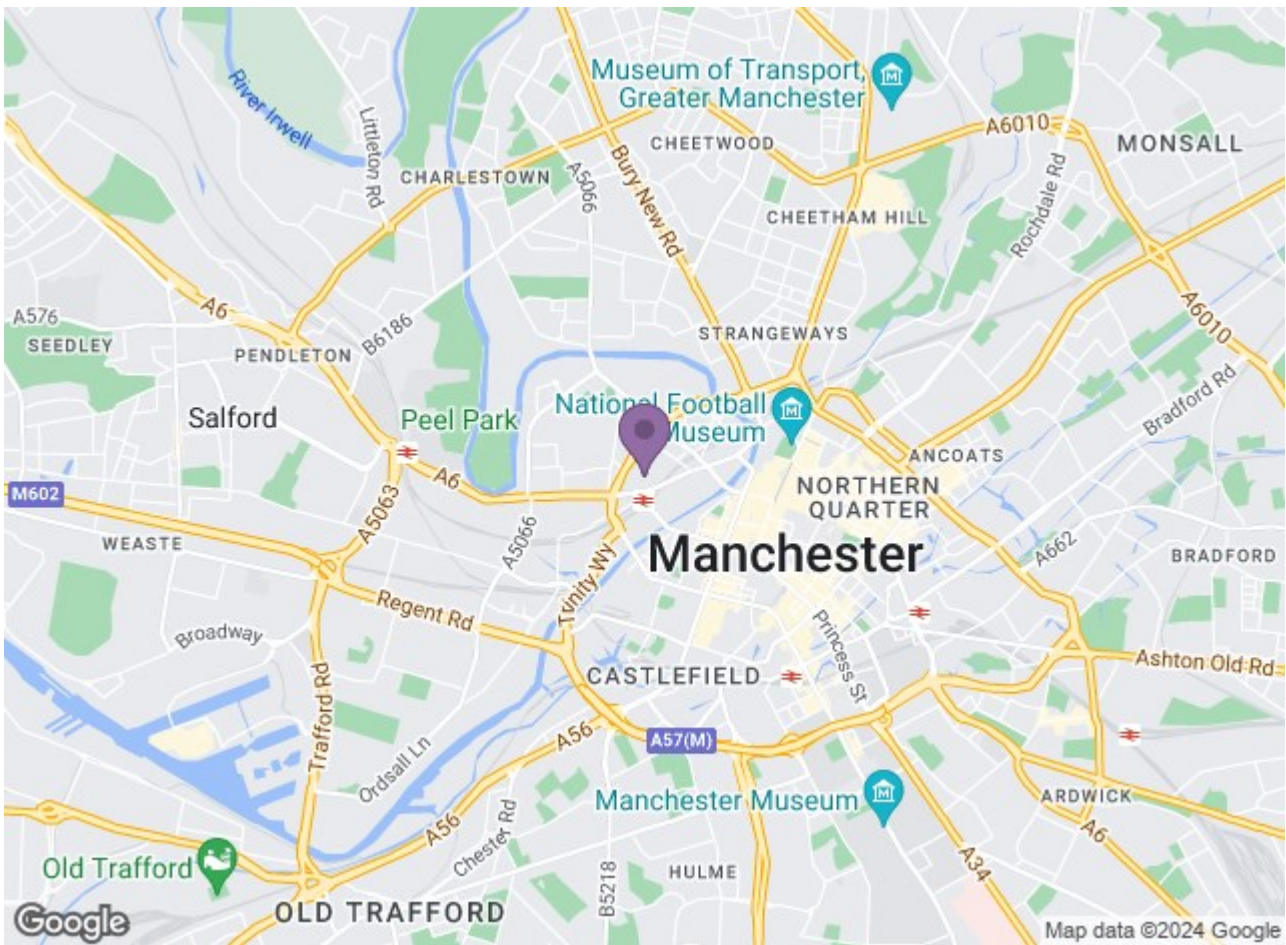 Museum of Transport,
Greater Manchester
River Irwell
Littleton Rd
CHEETWOOD
A6010
MONSALL
CHARLESTOWN
A5066
Bury New Rd
Rochdale Rd
CHEETHAM HILL
A6
A576
SEEDLEY
PENDLETON
B6186
STRANGEWAYS
A6010
Bradford Rd
Salford
Peel Park
National Football
Museum
ANCOATS
NORTHERN
QUARTER
M602
A6
A5063
A5066
WEASTE
Manchester
A662
BRADFORD
Regent Rd
Trinity Wy
Broadway
Princess St
CASTLEFIELD
Ashton Old Rd
Trafford Rd
A56
A57(M)
Ordsall Ln
Manchester Museum
ARDWICK
A56
Chester Rd
A6
Old Trafford
HULME
A34
B5218
OLD TRAFFORD
Google
Map data ©2024 Google